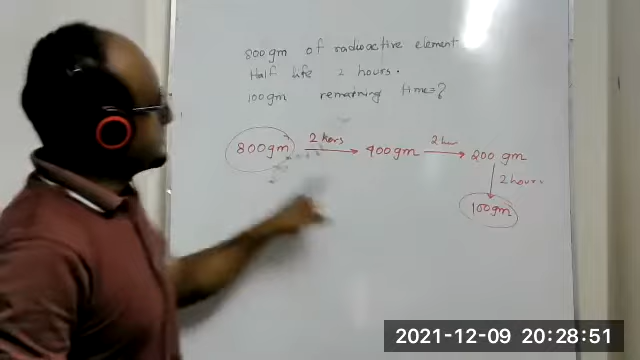 800gm of radioactive element
Half life 2 hours.
100gm remaining time=?
800gm 2 hors 400gm 2 hou 200 gm
2 hours
100gm
2021-12-09 20:28:51